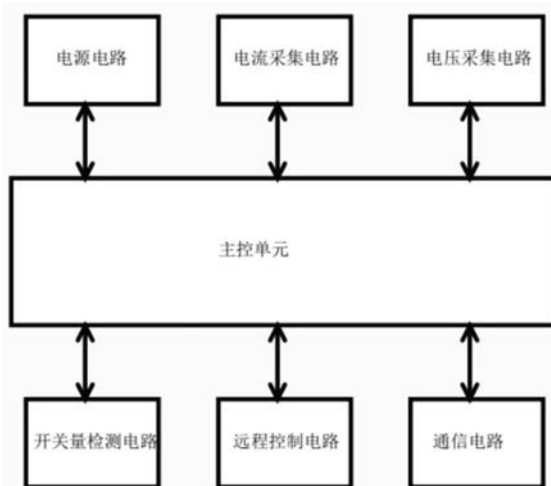 电源电路
电流采集电路
电压采集电路
主控单元
开关量检测电路
远程控制电路
通信电路